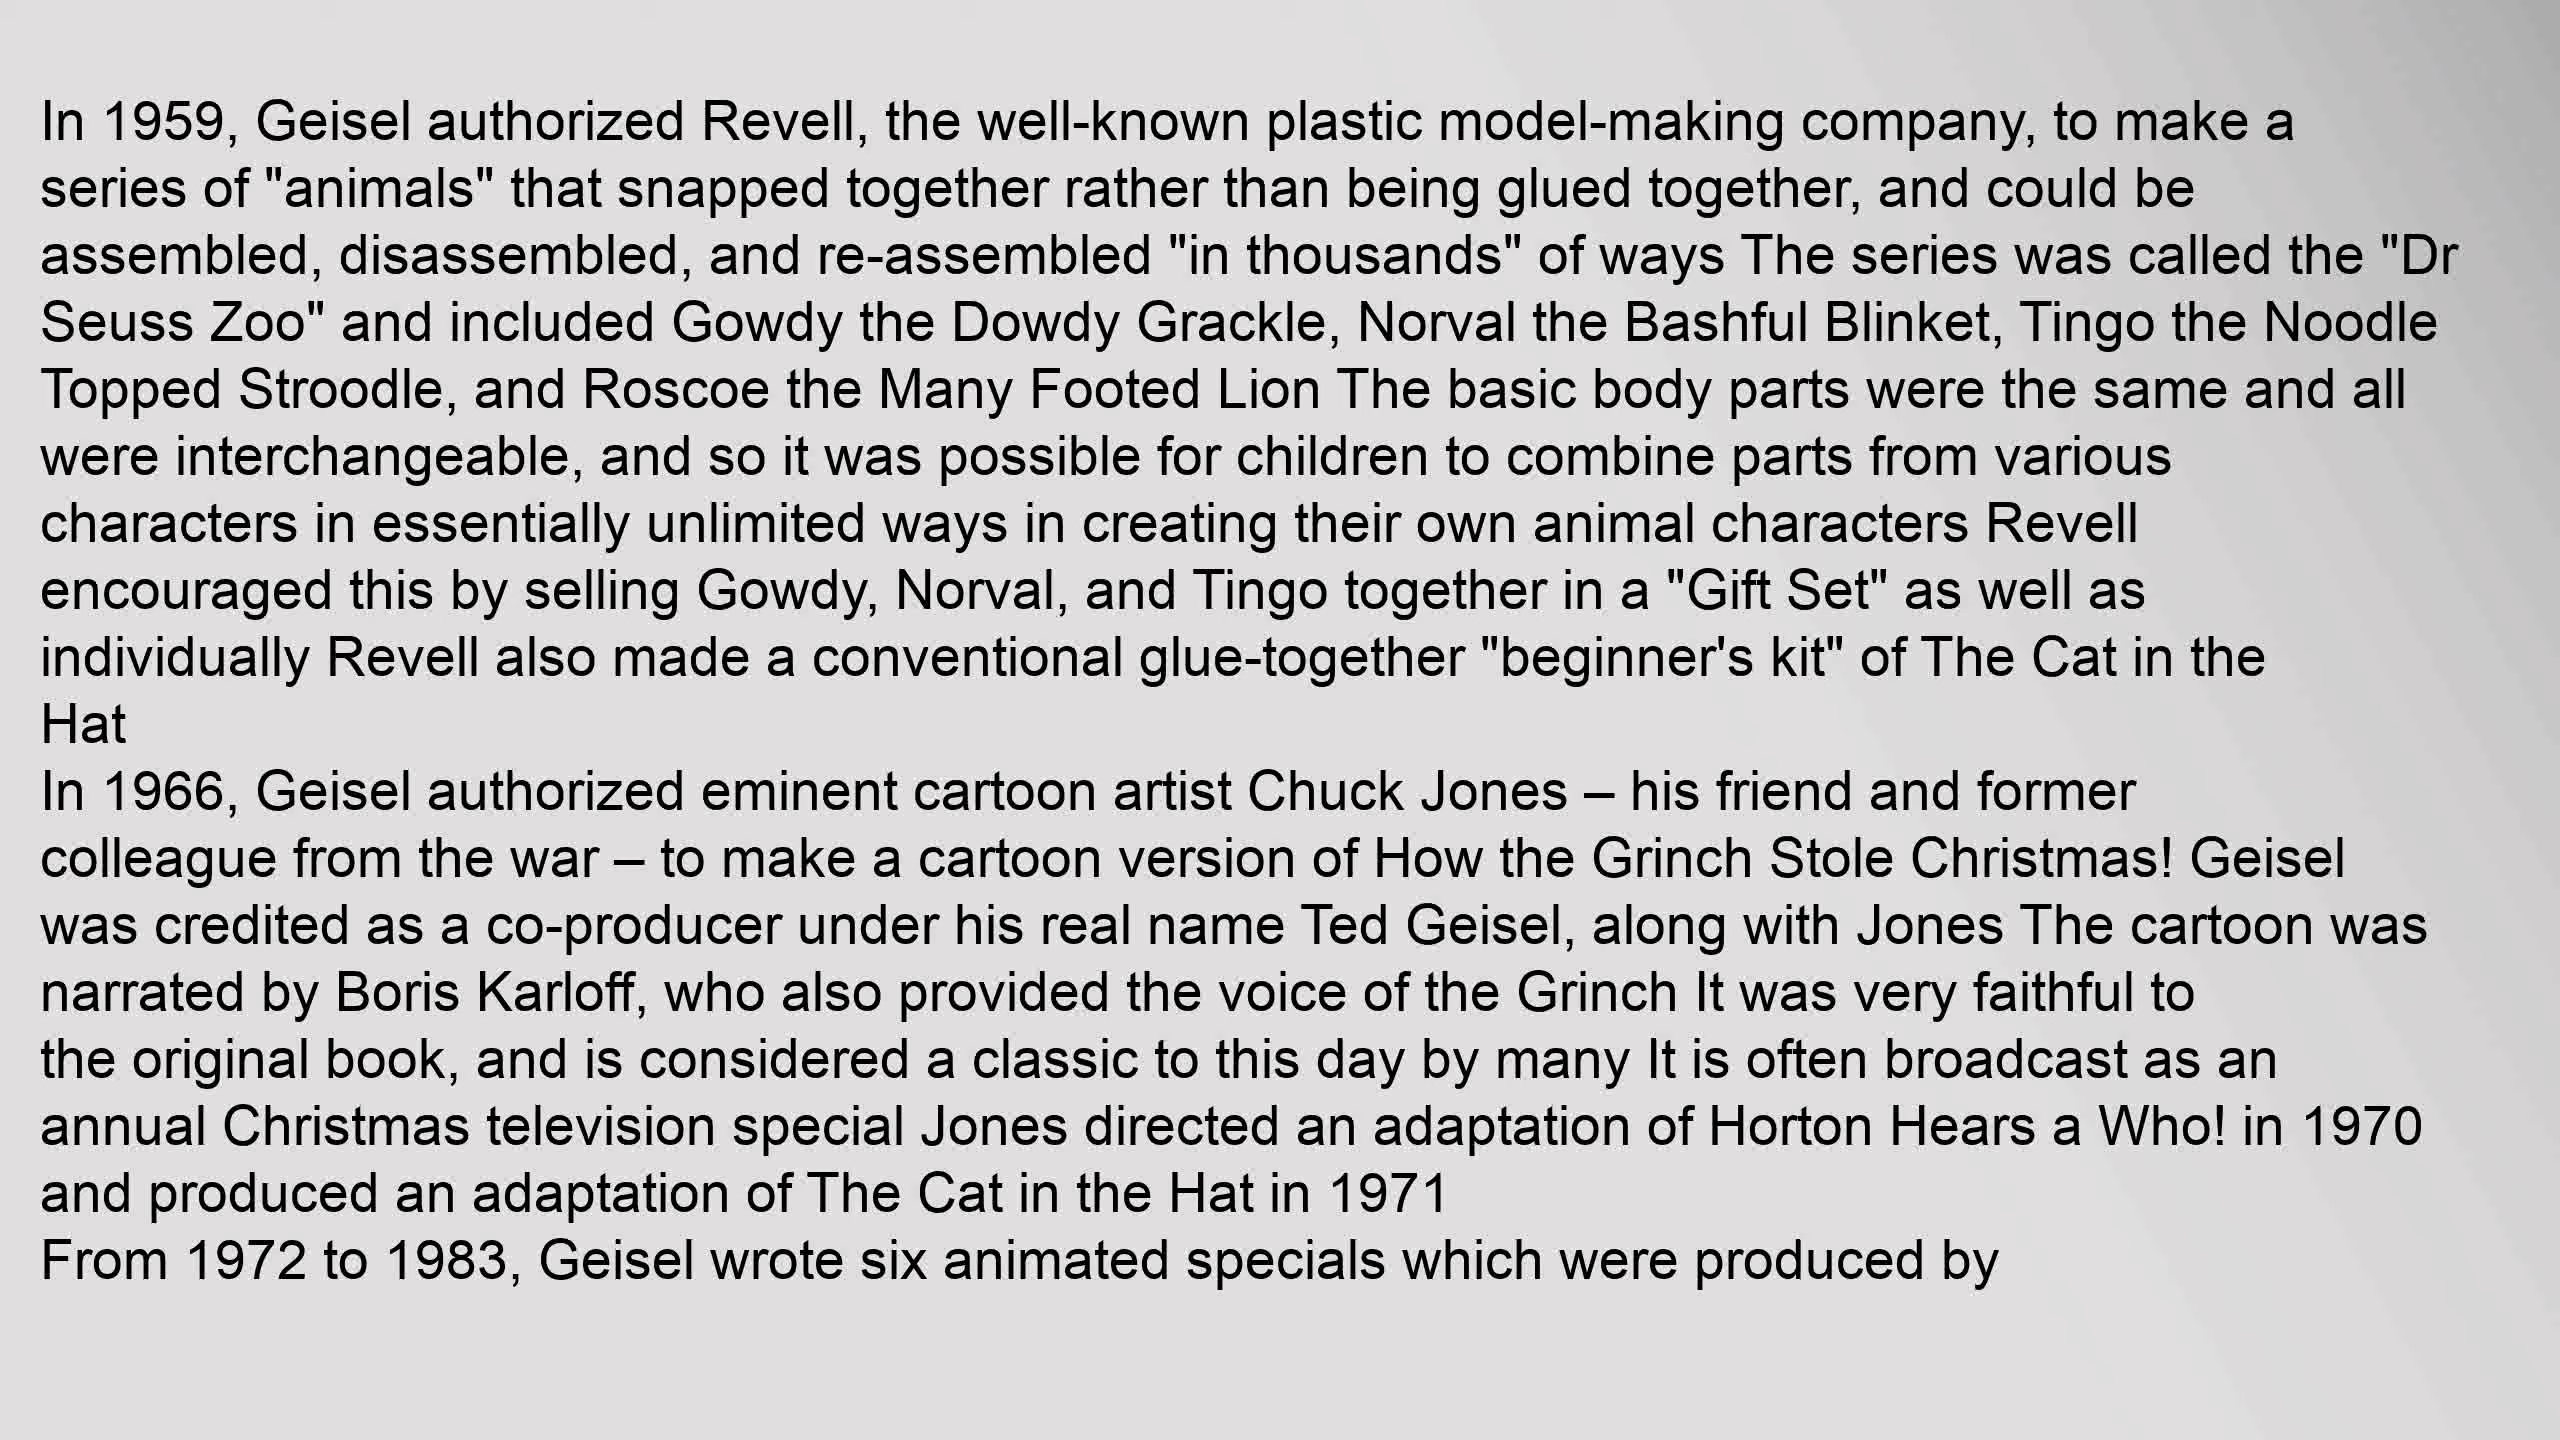 In 1959, Geisel authorized Revell, the well-known plastic model-making company, to make a
series of "animals" that snapped together rather than being glued together, and could be
assembled, disassembled, and re-assembled "in thousands" of ways The series was called the "Dr
Seuss Zoo" and included Gowdy the Dowdy Grackle, Norval the Bashful Blinket, Tingo the Noodle
Topped Stroodle, and Roscoe the Many Footed Lion The basic body parts were the same and all
were interchangeable, and so it was possible for children to combine parts from various
characters in essentially unlimited ways in creating their own animal characters Revell
encouraged this by selling Gowdy, Norval, and Tingo together in a "Gift Set" as well as
individually Revell also made a conventional glue-together "beginner's kit" of The Cat in the
Hat
In 1966, Geisel authorized eminent cartoon artist Chuck Jones – his friend and former
colleague from the war – to make a cartoon version of How the Grinch Stole Christmas! Geisel
was credited as a co-producer under his real name Ted Geisel, along with Jones The cartoon was
narrated by Boris Karloff, who also provided the voice of the Grinch It was very faithful to
the original book, and is considered a classic to this day by many It is often broadcast as an
annual Christmas television special Jones directed an adaptation of Horton Hears a Who! in 1970
and produced an adaptation of The Cat in the Hat in 1971
From 1972 to 1983, Geisel wrote six animated specials which were produced by